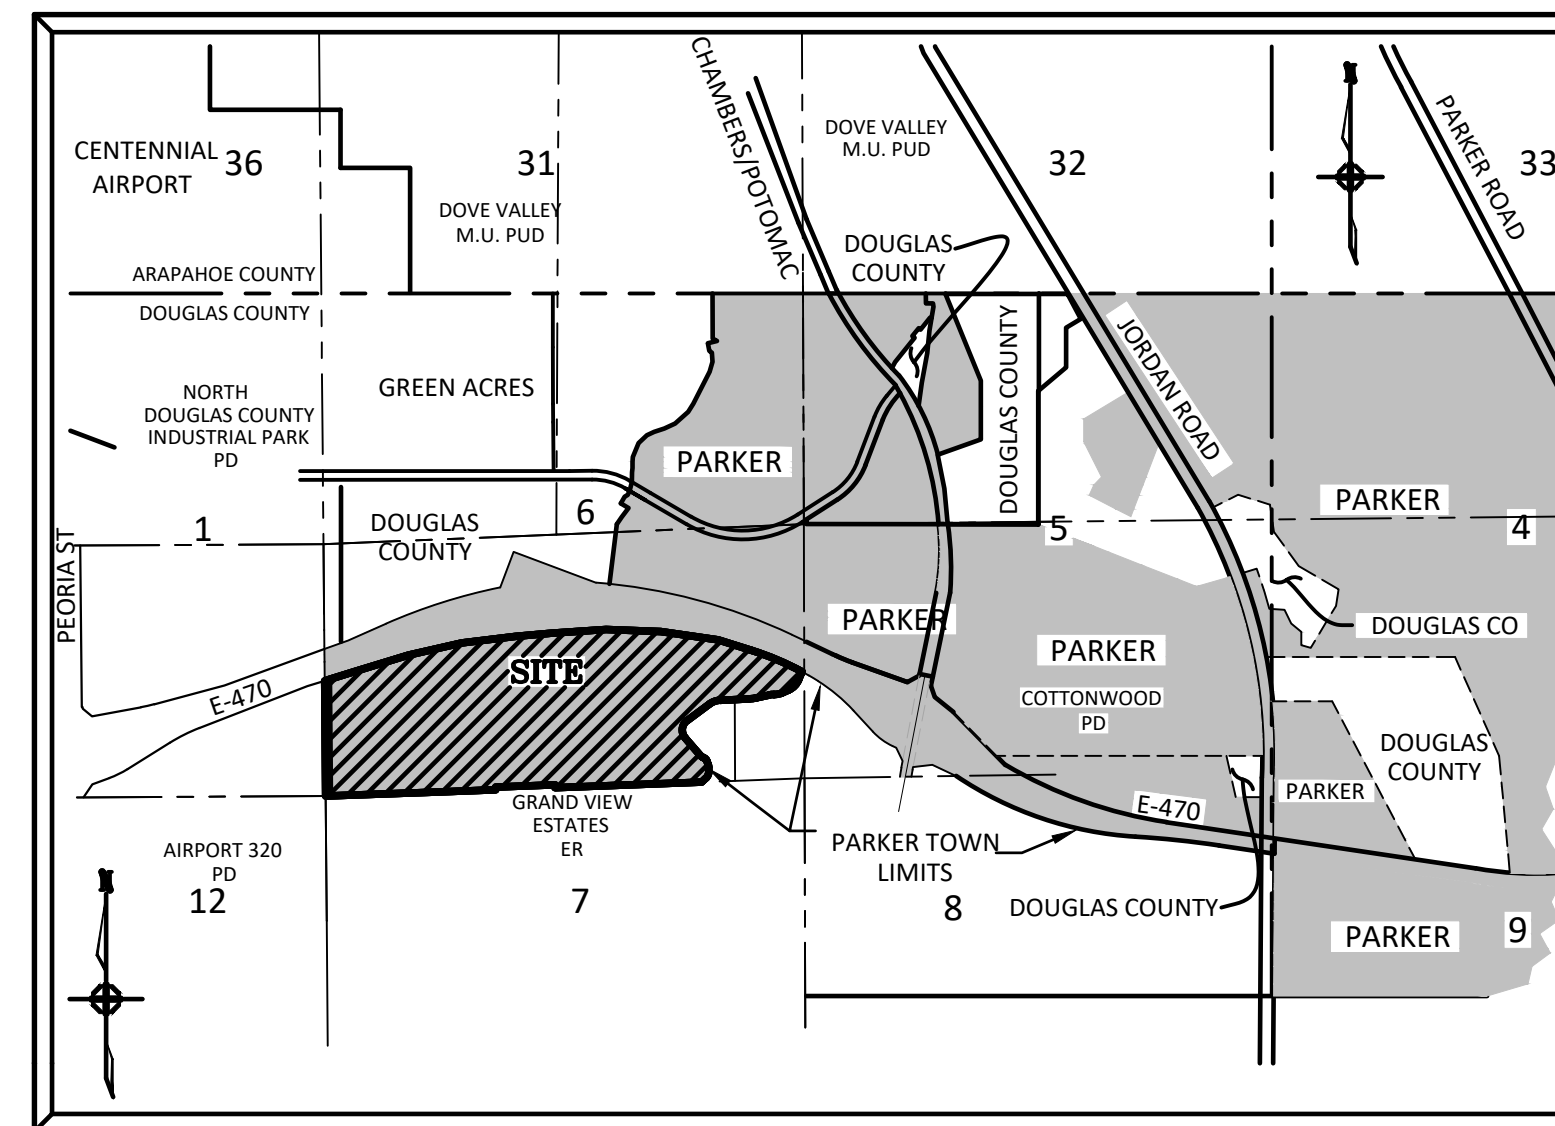 CENTENNIAL
AIRPORT
36
31
DOVE VALLEY
M.U. PUD
CHAMBERS/POTOMAC
DOVE VALLEY
M.U. PUD
32
N
PARKER ROAD
33
DOUGLAS
COUNTY
ARAPAHOE COUNTY
DOUGLAS COUNTY
NORTH
DOUGLAS COUNTY
INDUSTRIAL PARK
PD
GREEN ACRES
PARKER
DOUGLAS COUNTY
JORDAN ROAD
PARKER
PEORIA ST
1
DOUGLAS
COUNTY
6
5
4
PARKER
PARKER
DOUGLAS CO
E-470
SITE
COTTONWOOD
PD
DOUGLAS
COUNTY
PARKER
E-470
GRAND VIEW
ESTATES
ER
PARKER TOWN
LIMITS
AIRPORT 320
PD
12
N
7
8
DOUGLAS COUNTY
PARKER
9